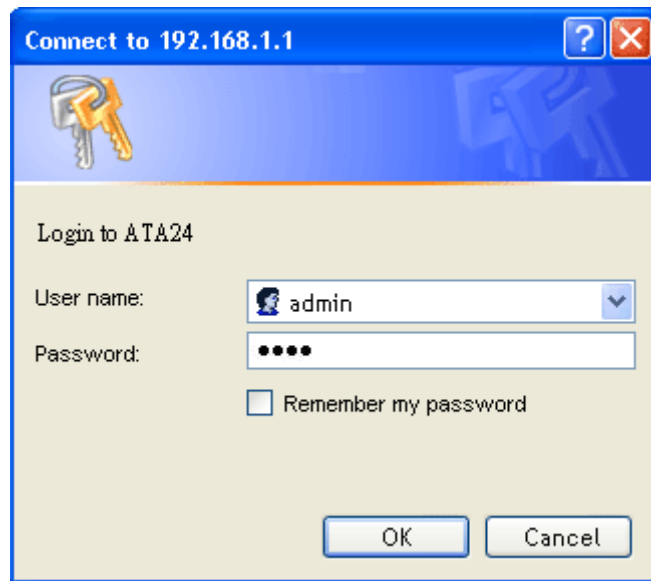 Connect to 192.168.1.1
Login to ATA24
User name:
admin
Password:
••••
Remember my password
OK
Cancel